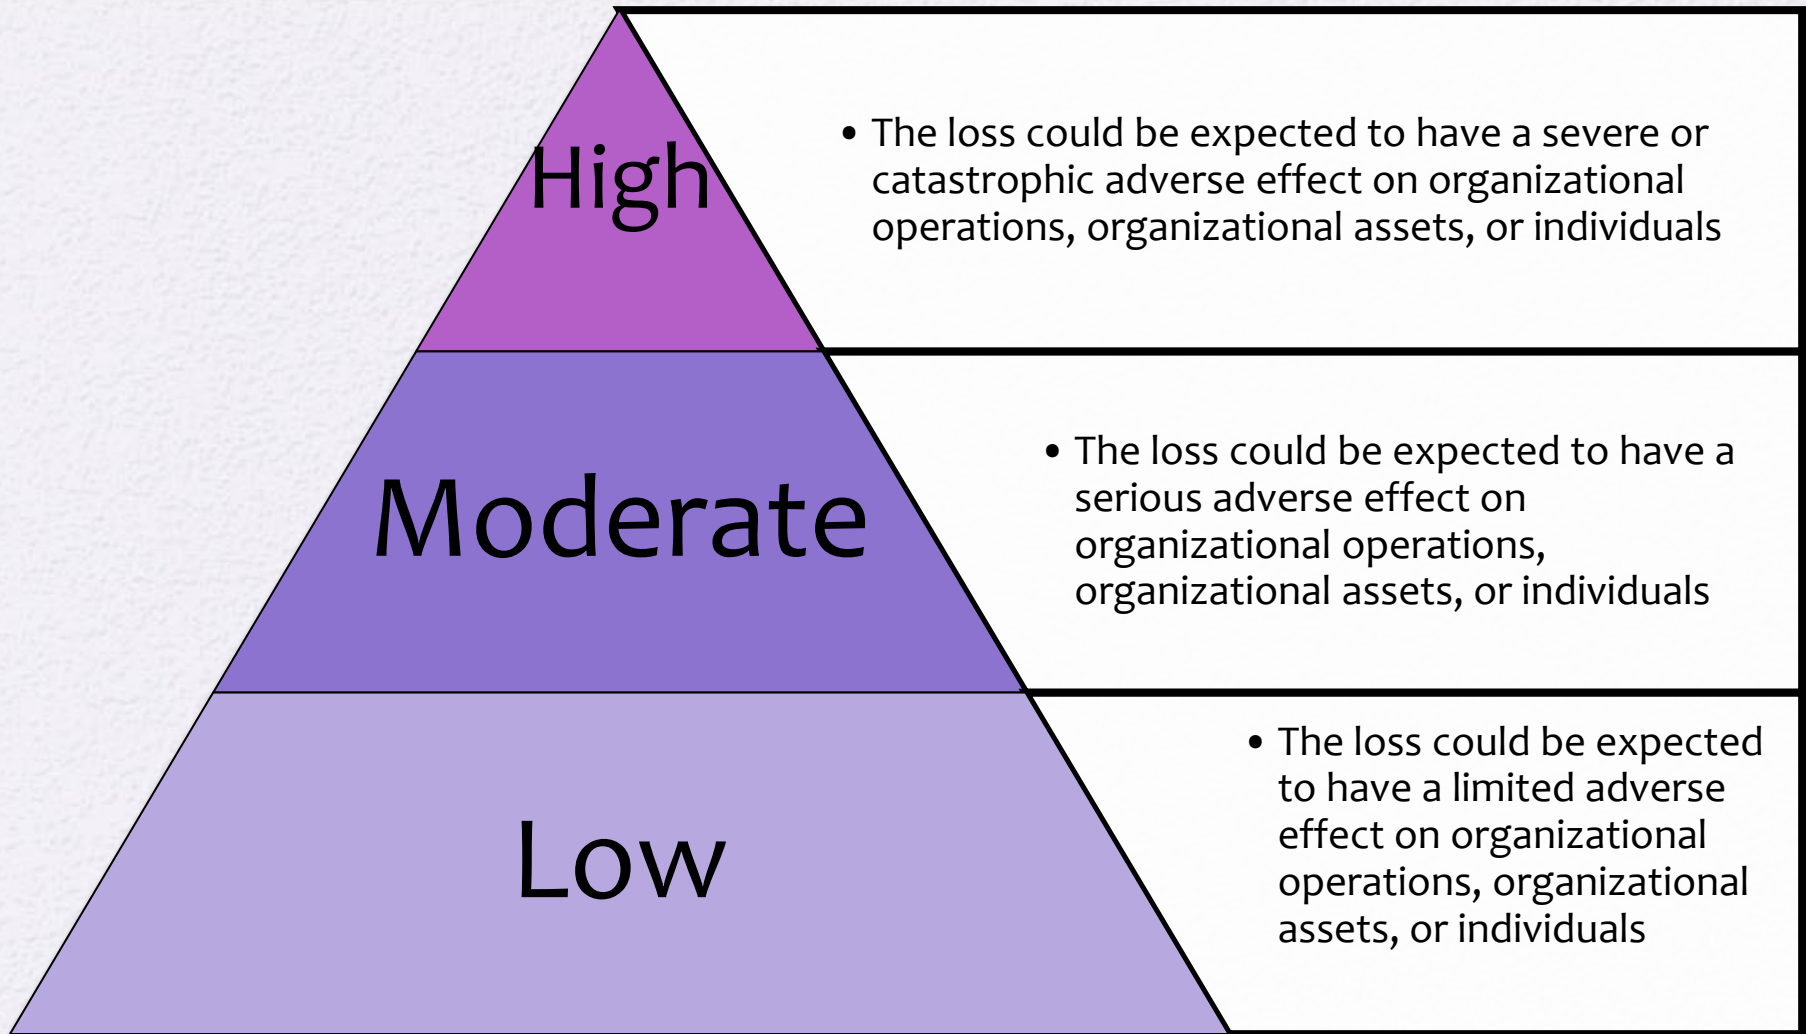 High
• The loss could be expected to have a severe or
catastrophic adverse effect on organizational
operations, organizational assets, or individuals
Moderate
• The loss could be expected to have a
serious adverse effect on
organizational operations,
organizational assets, or individuals
Low
• The loss could be expected
to have a limited adverse
effect on organizational
operations, organizational
assets, or individuals